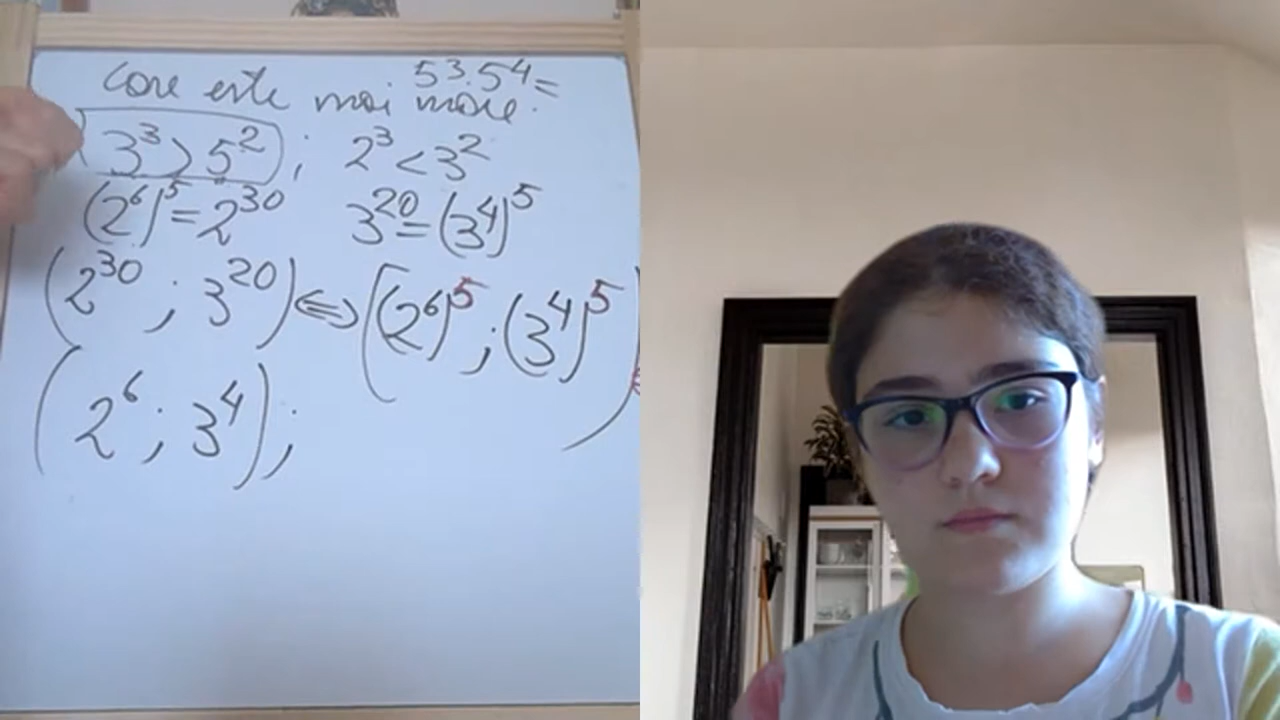 5³·5⁴=
Care este mai mare.
3³>5² ; 2³<3²
(2⁶)⁵=2³⁰ 3²⁰=(3⁴)⁵
(2³⁰ ; 3²⁰)⇔((2⁶)⁵ ; (3⁴)⁵)
(2⁶ ; 3⁴) ;